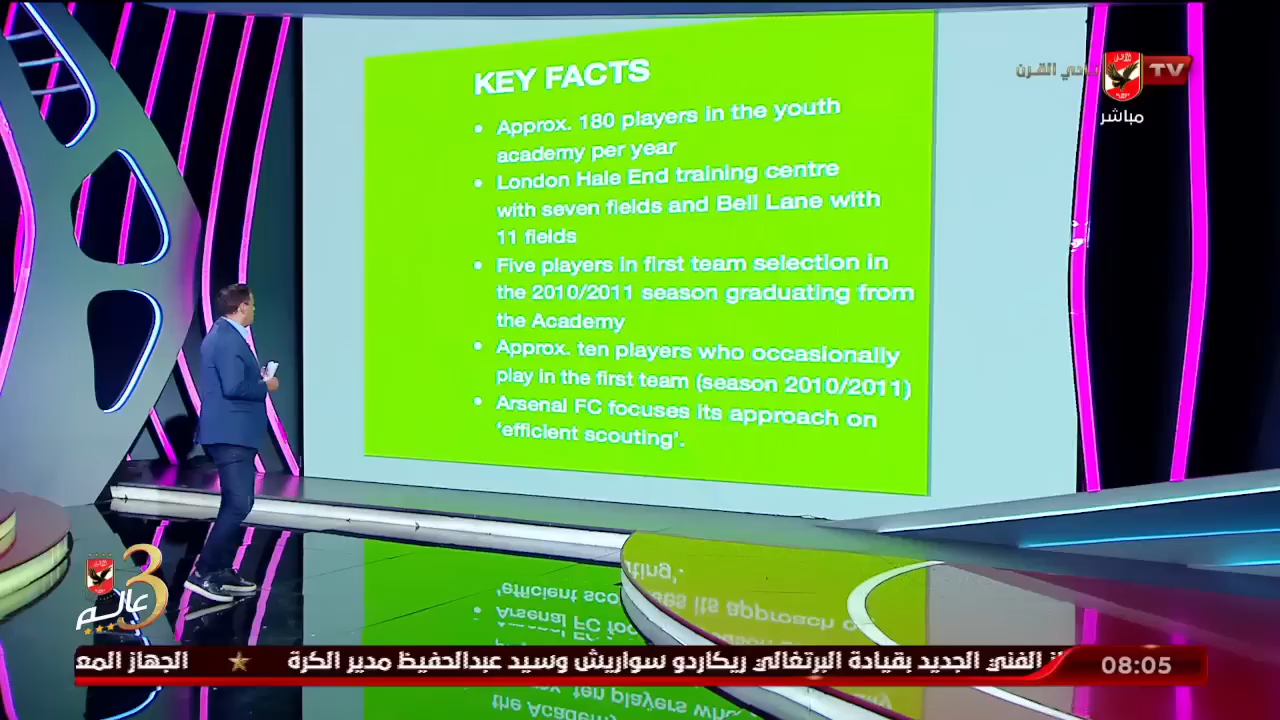 KEY FACTS
• Approx. 180 players in the youth
academy per year
• London Hale End training centre
with seven fields and Bell Lane with
11 fields
• Five players in first team selection in
the 2010/2011 season graduating from
the Academy
• Approx. ten players who occasionally
play in the first team (season 2010/2011)
• Arsenal FC focuses its approach on
‘efficient scouting’.
نادي القرن
TV
مباشر
3
عالم
الفني الجديد بقيادة البرتغالي ريكاردو سواريش وسيد عبدالحفيظ مدير الكرة ★ الجهاز المع
08:05